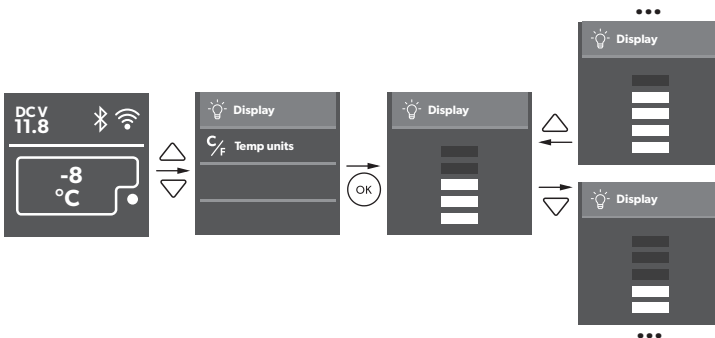 DC V
11.8
-8
°C
Display
C/F Temp units
OK
Display
Display
Display